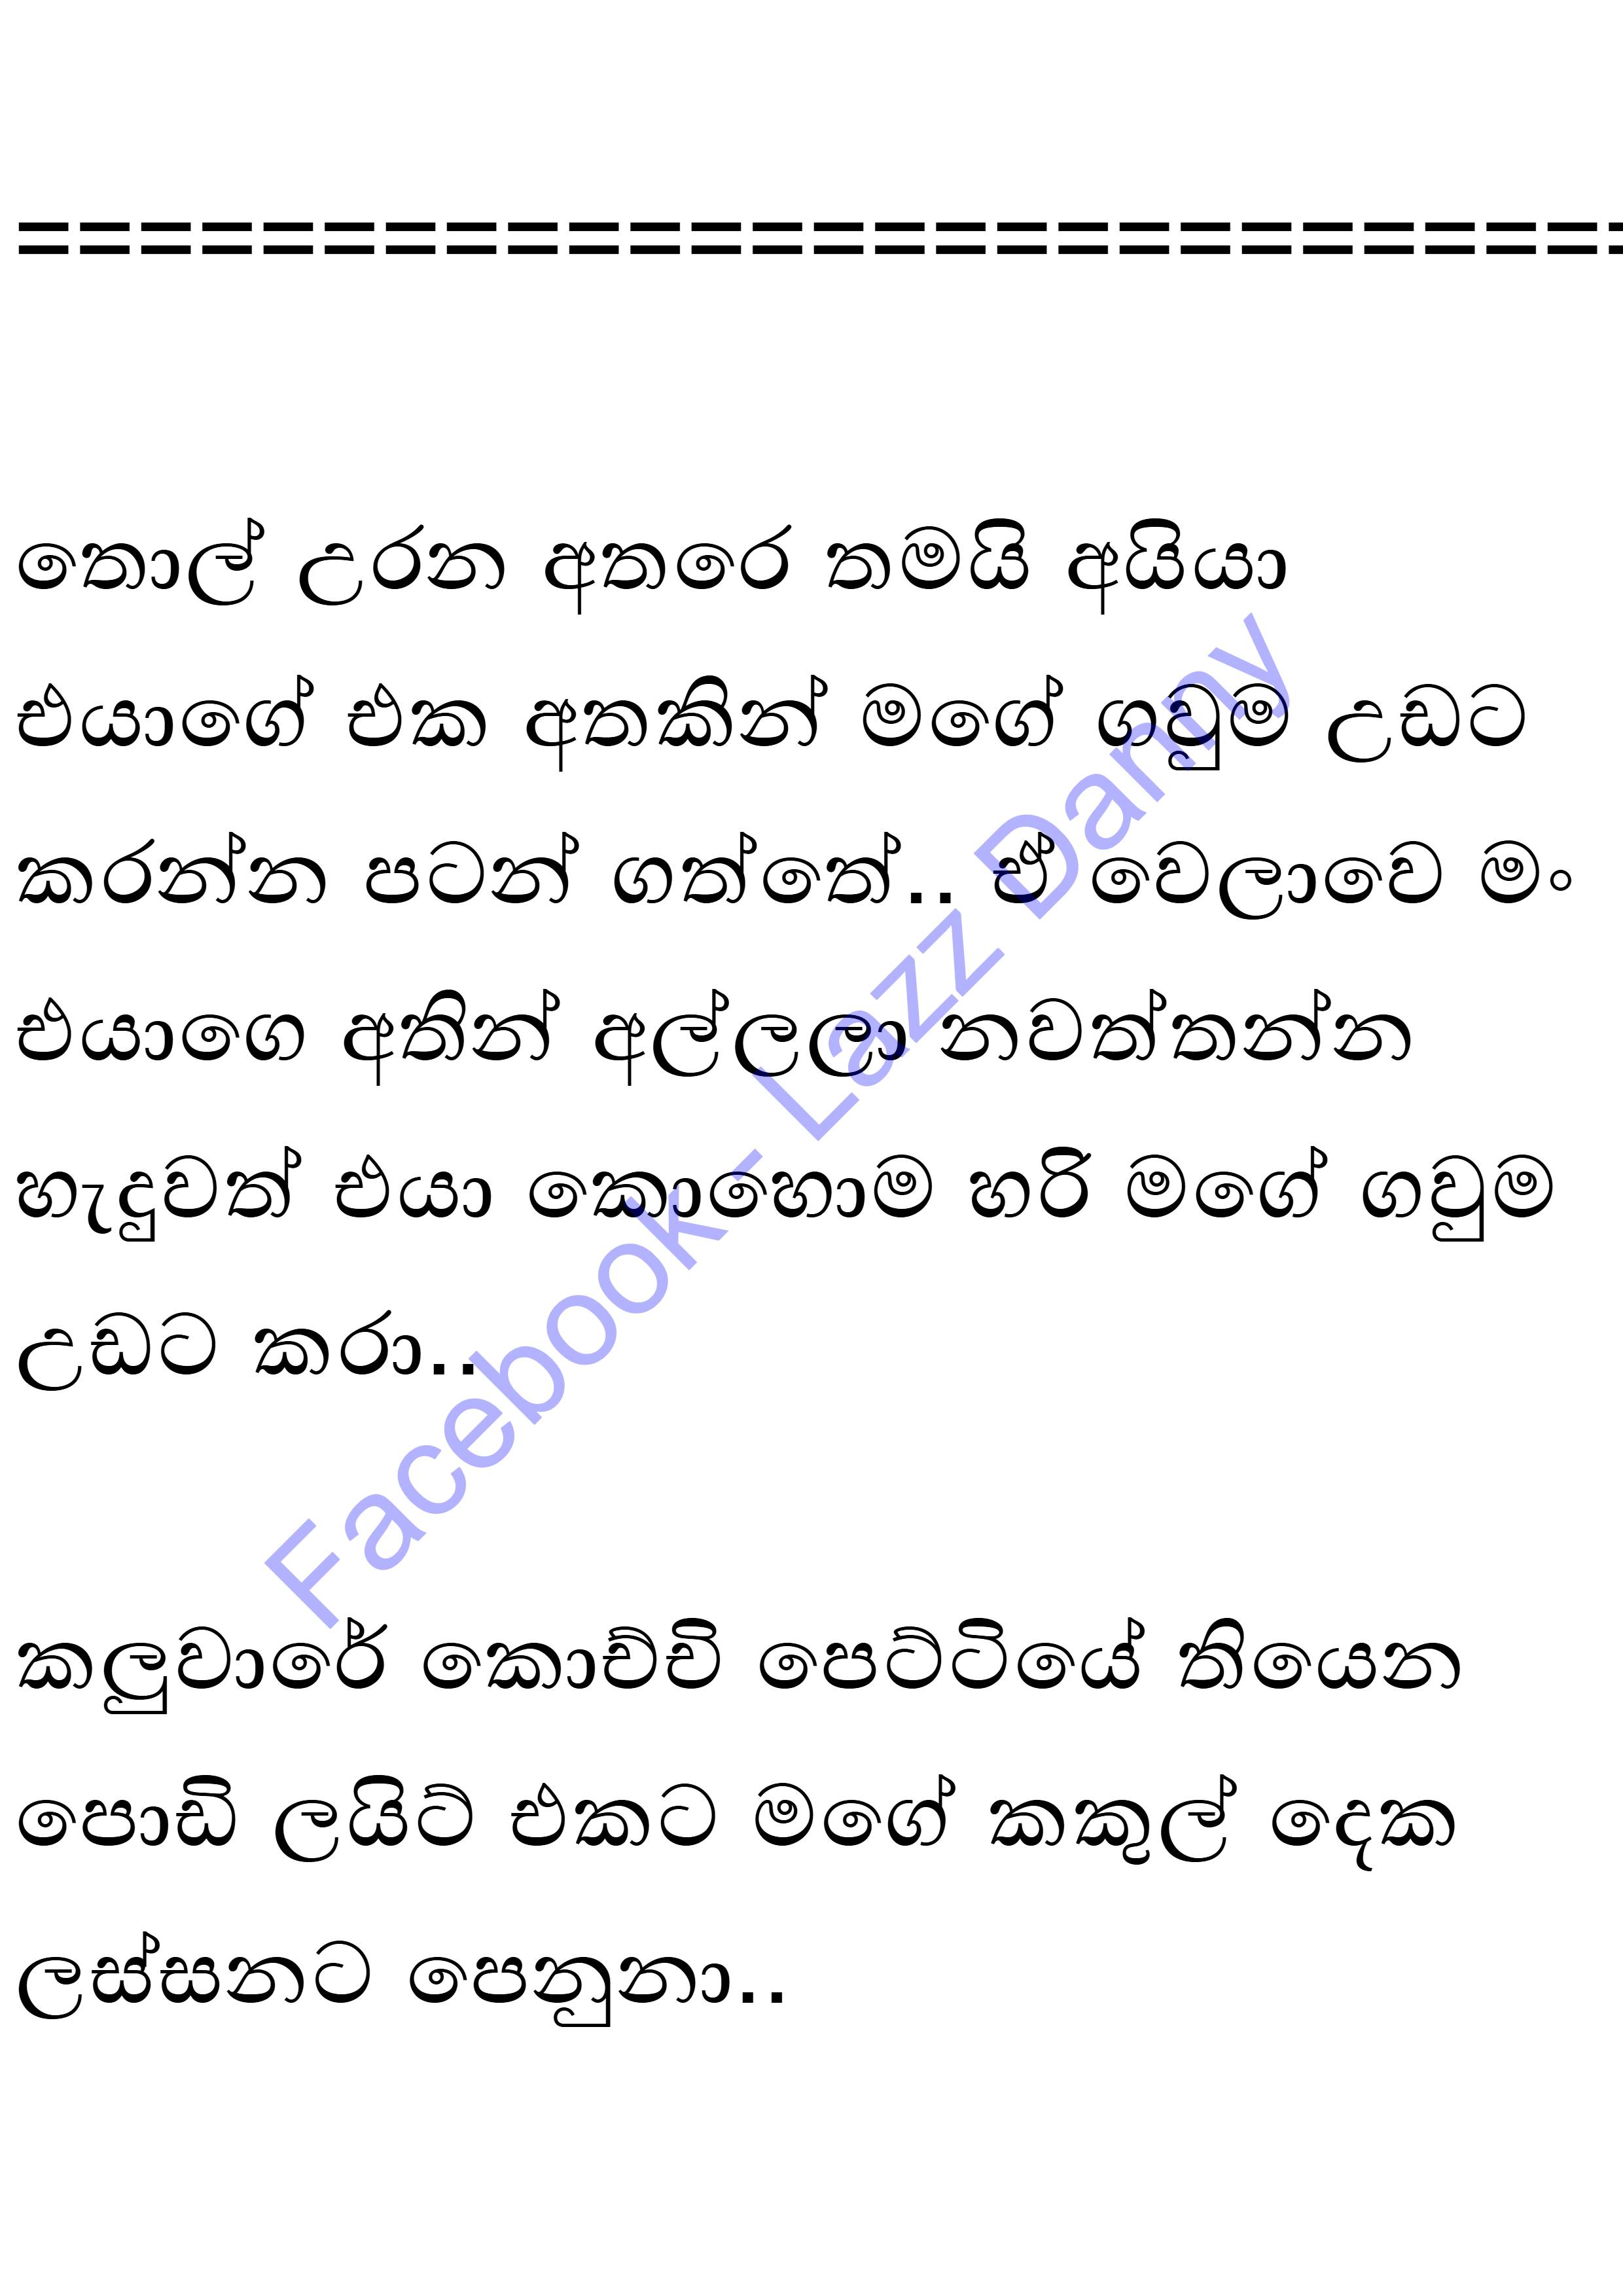 ==========================
තොල් උරන අතරෙ තමයි අයියා
එයාගේ එක අතකින් මගේ ගවුම උඩට
කරන්න පටන් ගත්තේ.. ඒ වෙලාවෙ මං
එයාගෙ අතින් අල්ලලා නවත්තන්න
හැදුවත් එයා කොහොම හරි මගේ ගවුම
උඩට කරා..
කලුවාරේ කොච්චි පෙට්ටියේ තියෙන
පොඩි ලයිට් එකට මගේ කකුල් දෙක
ලස්සනට පෙනුනා..
Facebook - Lazz Danny